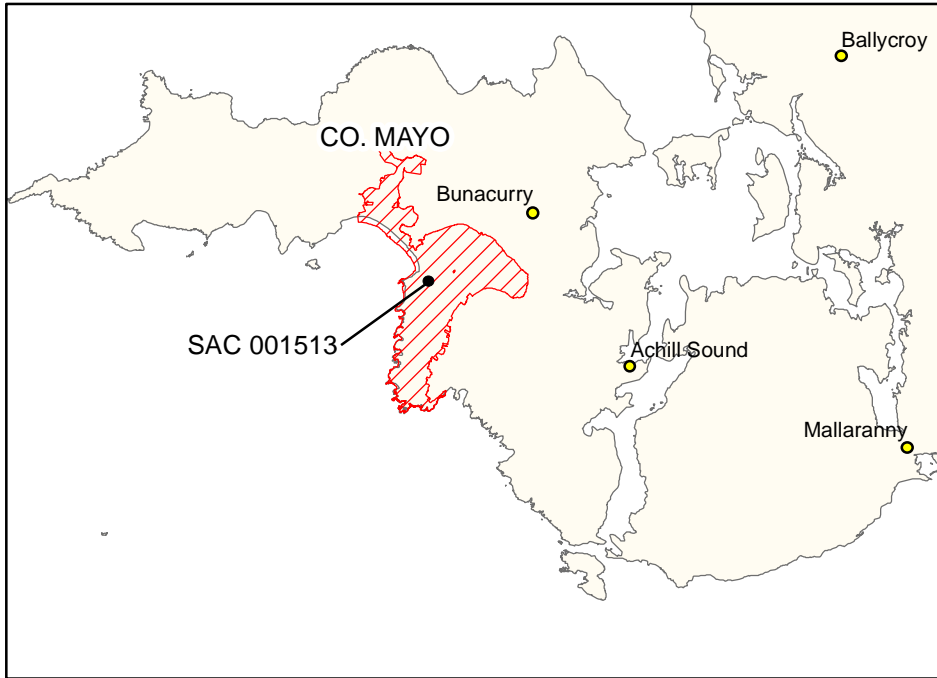 Ballycroy
CO. MAYO
Bunacurry
SAC 001513
Achill Sound
Mallaranny